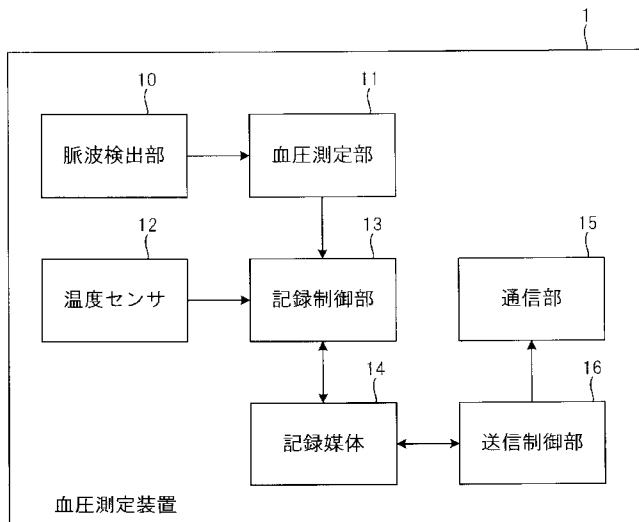 1
10
11
脈波検出部
血圧測定部
12
13
15
温度センサ
記録制御部
通信部
14
16
記録媒体
送信制御部
血圧測定装置